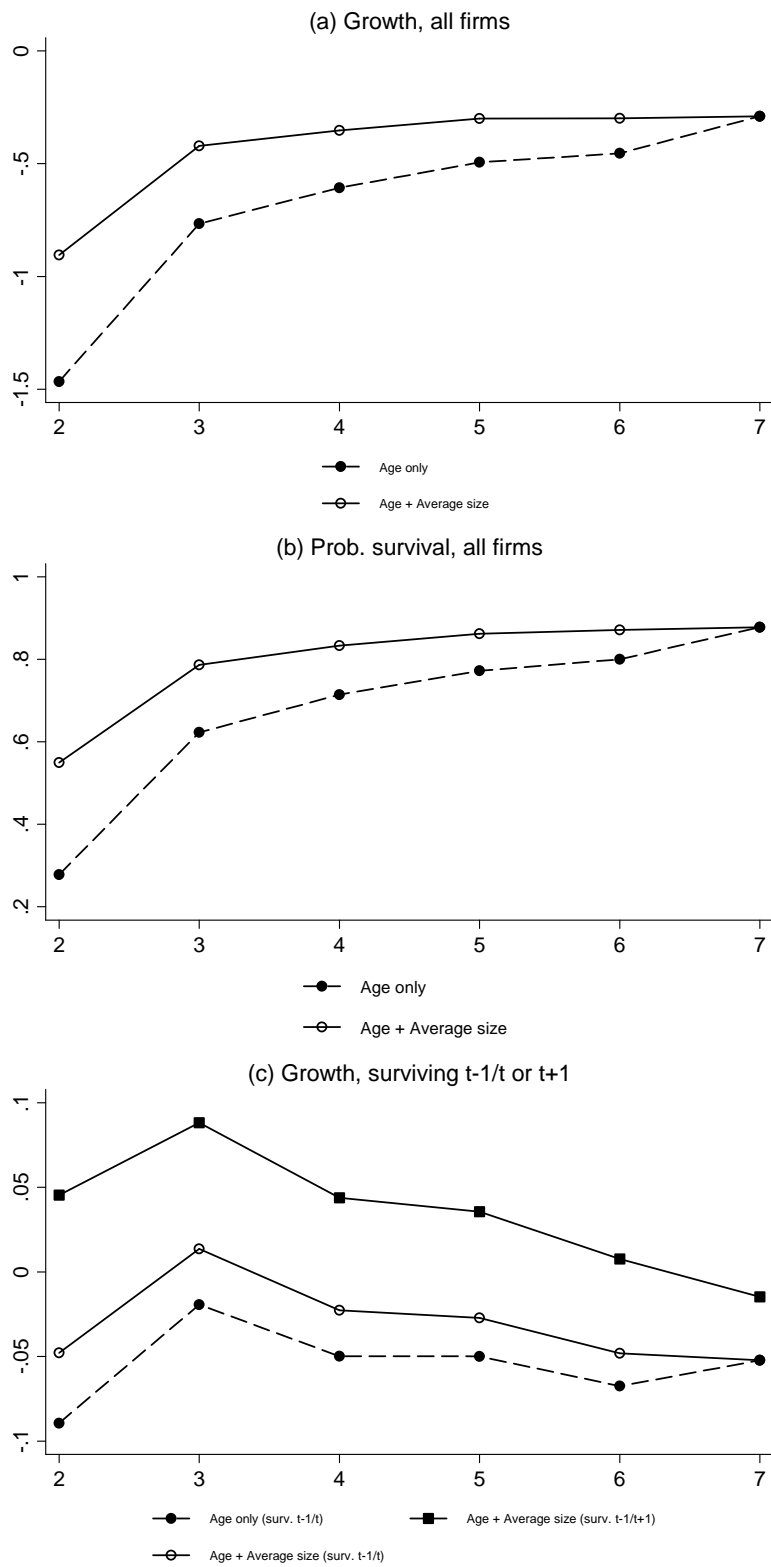 (a) Growth, all firms
0
-.5
-1
-1.5
2 3 4 5 6 7
Age only
Age + Average size
(b) Prob. survival, all firms
1
.8
.6
.4
.2
2 3 4 5 6 7
Age only
Age + Average size
(c) Growth, surviving t-1/t or t+1
.1
.05
0
-.05
-.1
2 3 4 5 6 7
Age only (surv. t-1/t) Age + Average size (surv. t-1/t+1)
Age + Average size (surv. t-1/t)